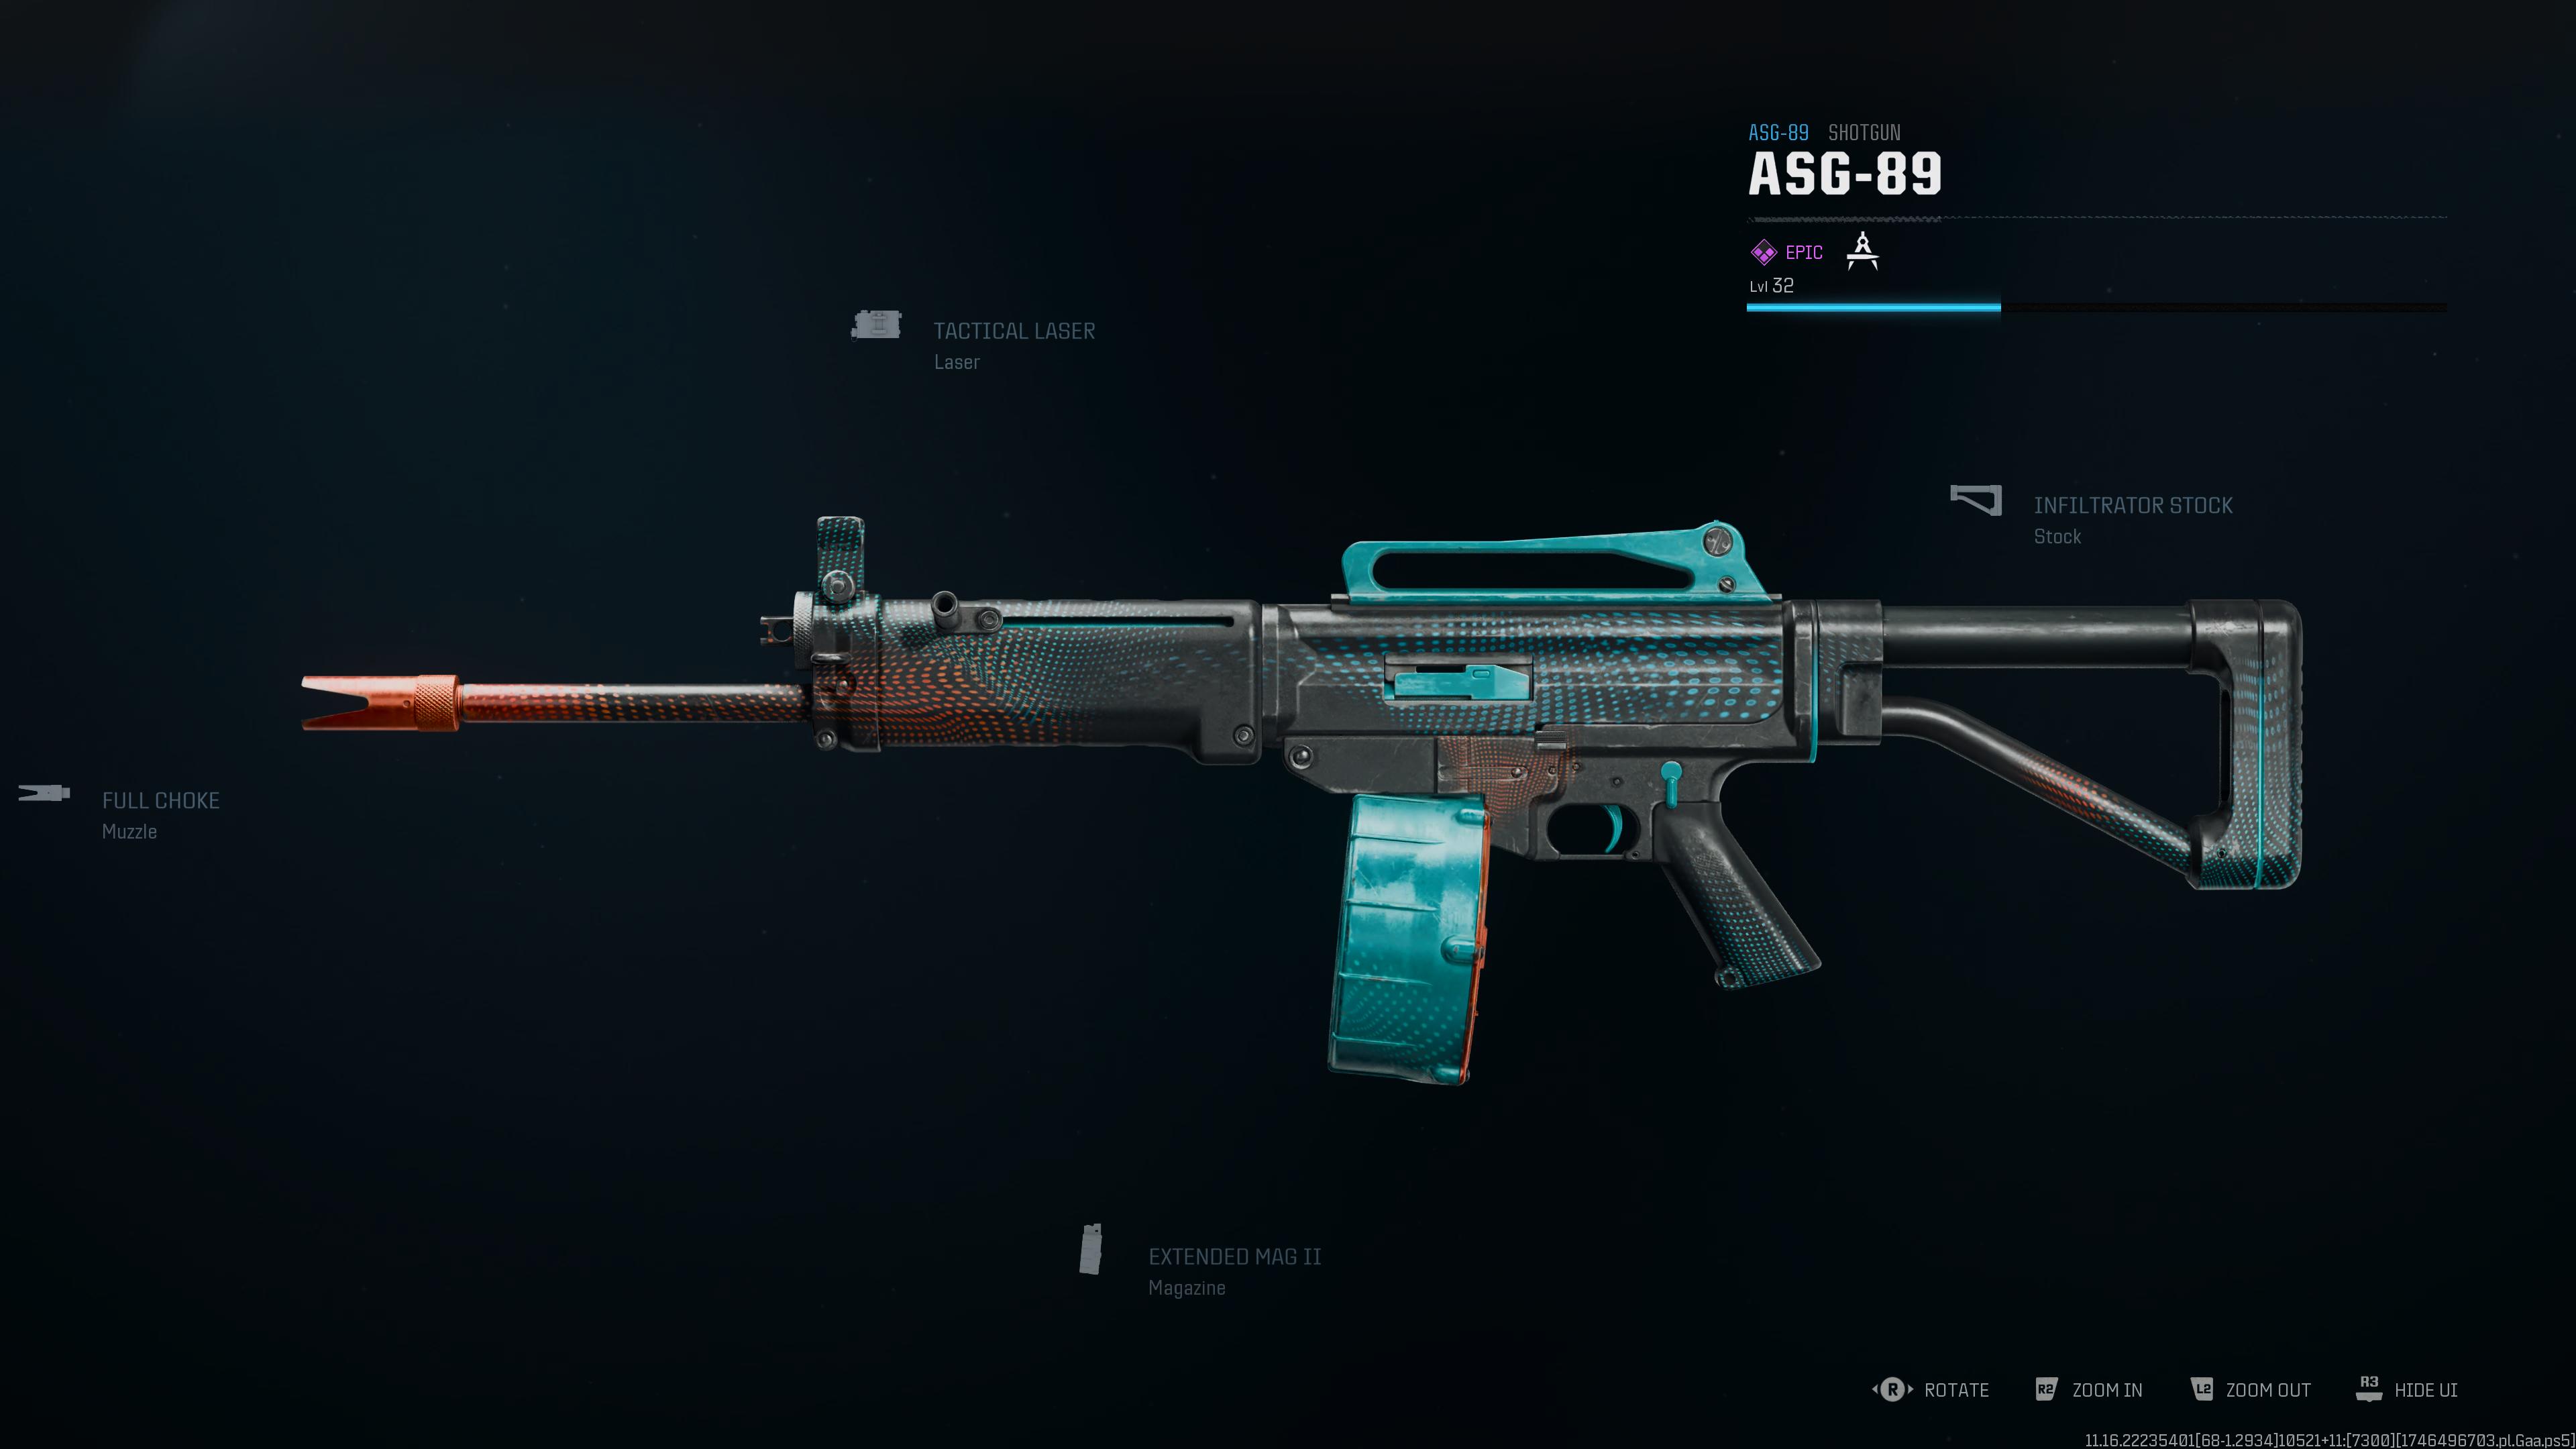 ASG-89 SHOTGUN
ASG-89
EPIC
Lvl 32
TACTICAL LASER
Laser
INFILTRATOR STOCK
Stock
FULL CHOKE
Muzzle
EXTENDED MAG II
Magazine
R ROTATE R2 ZOOM IN L2 ZOOM OUT R3 HIDE UI
11.16.22235401[68-1.2934]10521+11:[7300][1746496703.pl.Gaa.ps5]